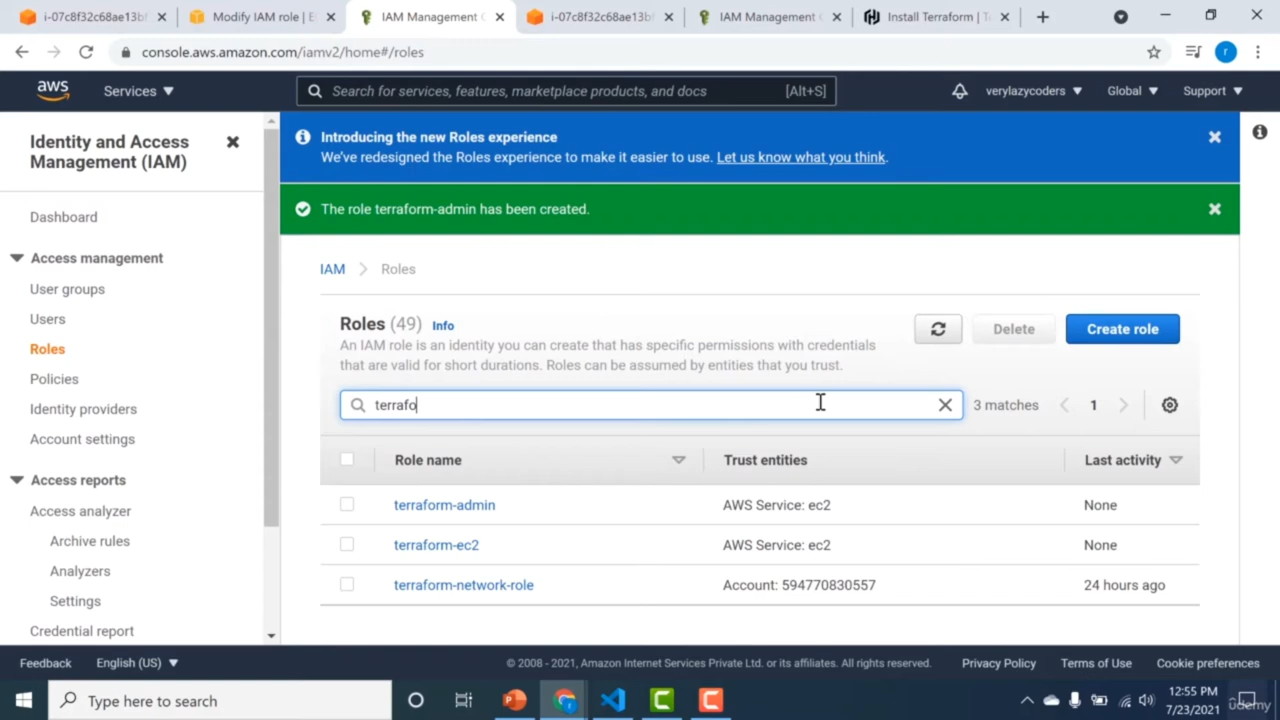 i-07c8f32c68ae13b
Modify IAM role | E
IAM Management C
i-07c8f32c68ae13b
IAM Management C
Install Terraform | T
console.aws.amazon.com/iamv2/home#/roles
r
aws
Services
Search for services, features, marketplace products, and docs
[Alt+S]
verylazycoders
Global
Support
Identity and Access
Management (IAM)
Dashboard
Access management
User groups
Users
Roles
Policies
Identity providers
Account settings
Access reports
Access analyzer
Archive rules
Analyzers
Settings
Credential report
Introducing the new Roles experience
We've redesigned the Roles experience to make it easier to use. Let us know what you think.
The role terraform-admin has been created.
IAM
Roles
Roles (49) Info
An IAM role is an identity you can create that has specific permissions with credentials
that are valid for short durations. Roles can be assumed by entities that you trust.
Delete
Create role
terrafo
3 matches
1
Role name
Trust entities
Last activity
terraform-admin
AWS Service: ec2
None
terraform-ec2
AWS Service: ec2
None
terraform-network-role
Account: 594770830557
24 hours ago
Feedback
English (US)
© 2008 - 2021, Amazon Internet Services Private Ltd. or its affiliates. All rights reserved.
Privacy Policy
Terms of Use
Cookie preferences
Type here to search
12:55 PM
7/23/2021
udemy